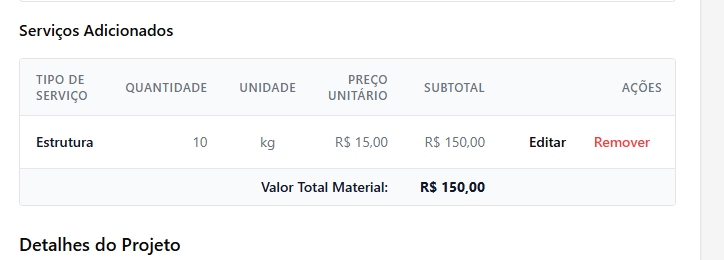 Serviços Adicionados
TIPO DE SERVIÇO QUANTIDADE UNIDADE PREÇO UNITÁRIO SUBTOTAL AÇÕES
Estrutura 10 kg R$ 15,00 R$ 150,00 Editar Remover
Valor Total Material: R$ 150,00
Detalhes do Projeto